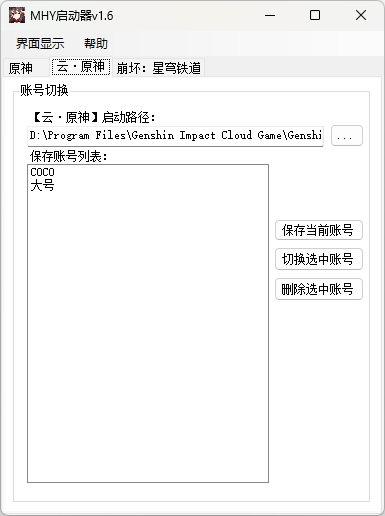 MHY启动器v1.6
界面显示 帮助
原神 云·原神 崩坏：星穹铁道
账号切换
【云·原神】启动路径：
D:\Program Files\Genshin Impact Cloud Game\Genshi
...
保存账号列表：
COCO
大号
保存当前账号
切换选中账号
删除选中账号